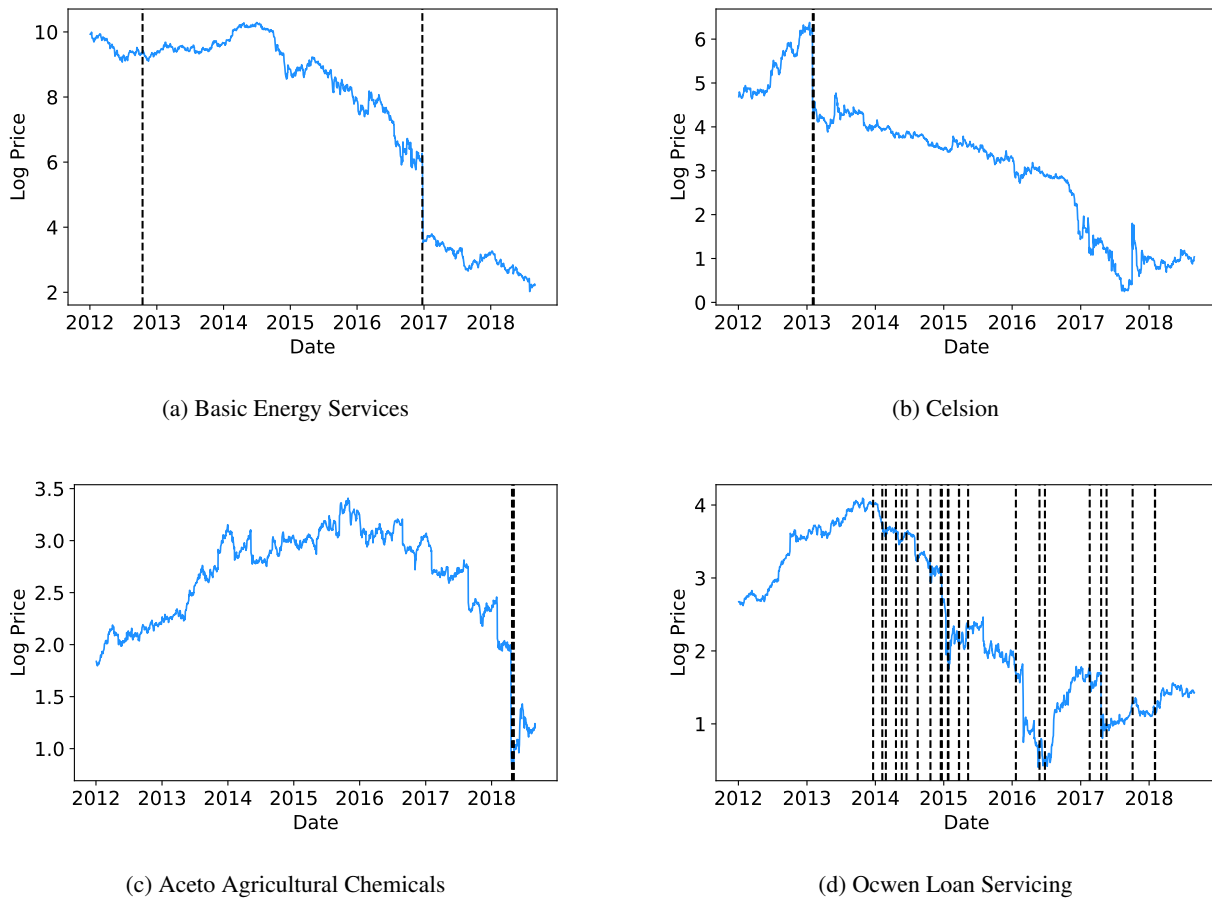 10
8
6
4
2
Log Price
2012 2013 2014 2015 2016 2017 2018
Date
(a) Basic Energy Services
6
5
4
3
2
1
0
Log Price
2012 2013 2014 2015 2016 2017 2018
Date
(b) Celsion
3.5
3.0
2.5
2.0
1.5
1.0
Log Price
2012 2013 2014 2015 2016 2017 2018
Date
(c) Aceto Agricultural Chemicals
4
3
2
1
Log Price
2012 2013 2014 2015 2016 2017 2018
Date
(d) Ocwen Loan Servicing